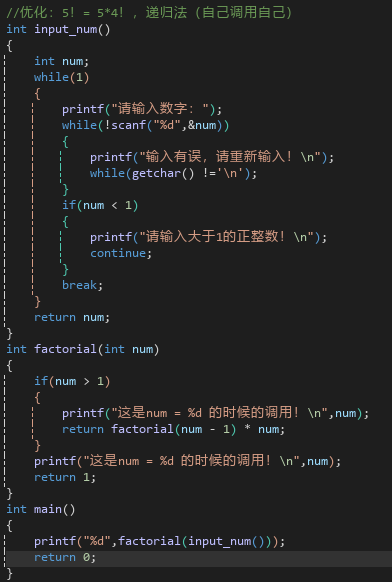 //优化：5! = 5*4! ，递归法（自己调用自己）
int input_num()
{
    int num;
    while(1)
    {
        printf("请输入数字：");
        while(!scanf("%d",&num))
        {
            printf("输入有误，请重新输入！\n");
            while(getchar() !='\n');
        }
        if(num < 1)
        {
            printf("请输入大于1的正整数！\n");
            continue;
        }
        break;
    }
    return num;
}
int factorial(int num)
{
    if(num > 1)
    {
        printf("这是num = %d 的时候的调用！\n",num);
        return factorial(num - 1) * num;
    }
    printf("这是num = %d 的时候的调用！\n",num);
    return 1;
}
int main()
{
    printf("%d",factorial(input_num()));
    return 0;
}